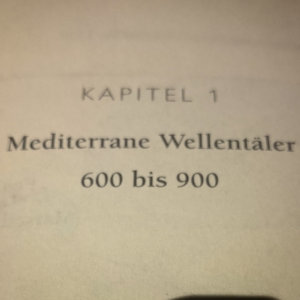 KAPITEL 1
Mediterrane Wellentäler
600 bis 900